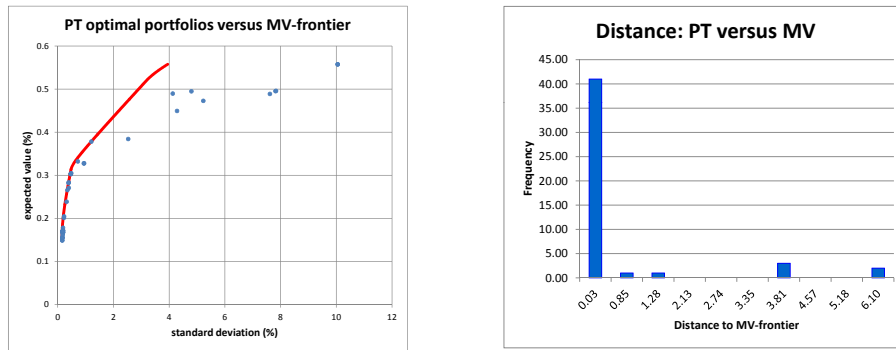 PT optimal portfolios versus MV-frontier
0.6
0.5
0.4
0.3
0.2
0.1
0
expected value (%)
0 2 4 6 8 10 12
standard deviation (%)
Distance: PT versus MV
45.00
40.00
35.00
30.00
25.00
20.00
15.00
10.00
5.00
0.00
Frequency
0.03 0.85 1.28 2.13 2.74 3.35 3.81 4.57 5.18 6.10
Distance to MV-frontier